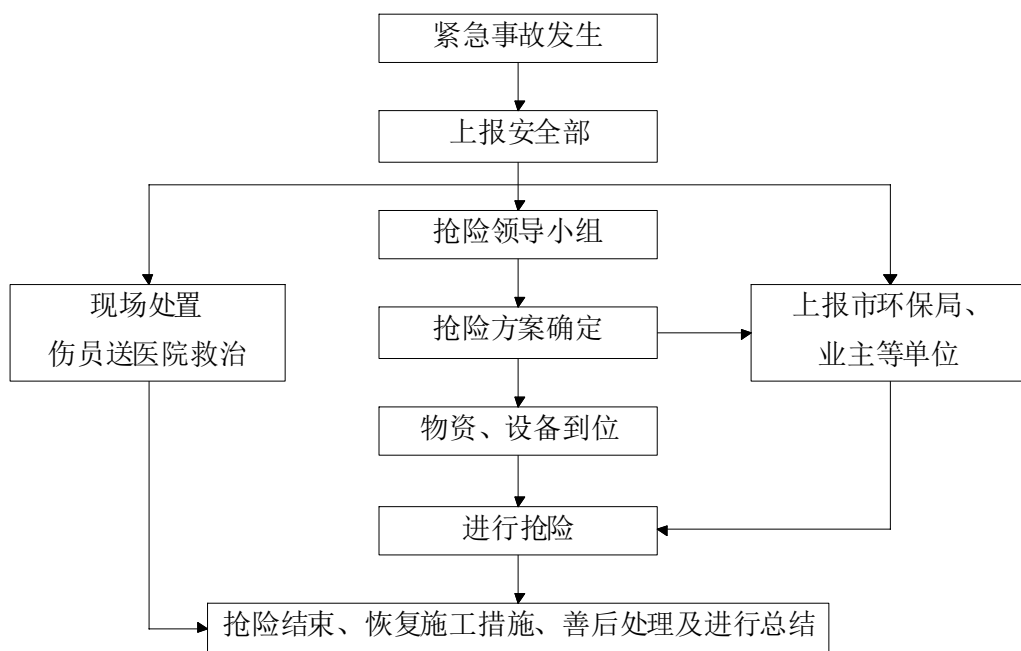 紧急事故发生
上报安全部
抢险领导小组
现场处置
伤员送医院救治
抢险方案确定
上报市环保局、
业主等单位
物资、设备到位
进行抢险
抢险结束、恢复施工措施、善后处理及进行总结